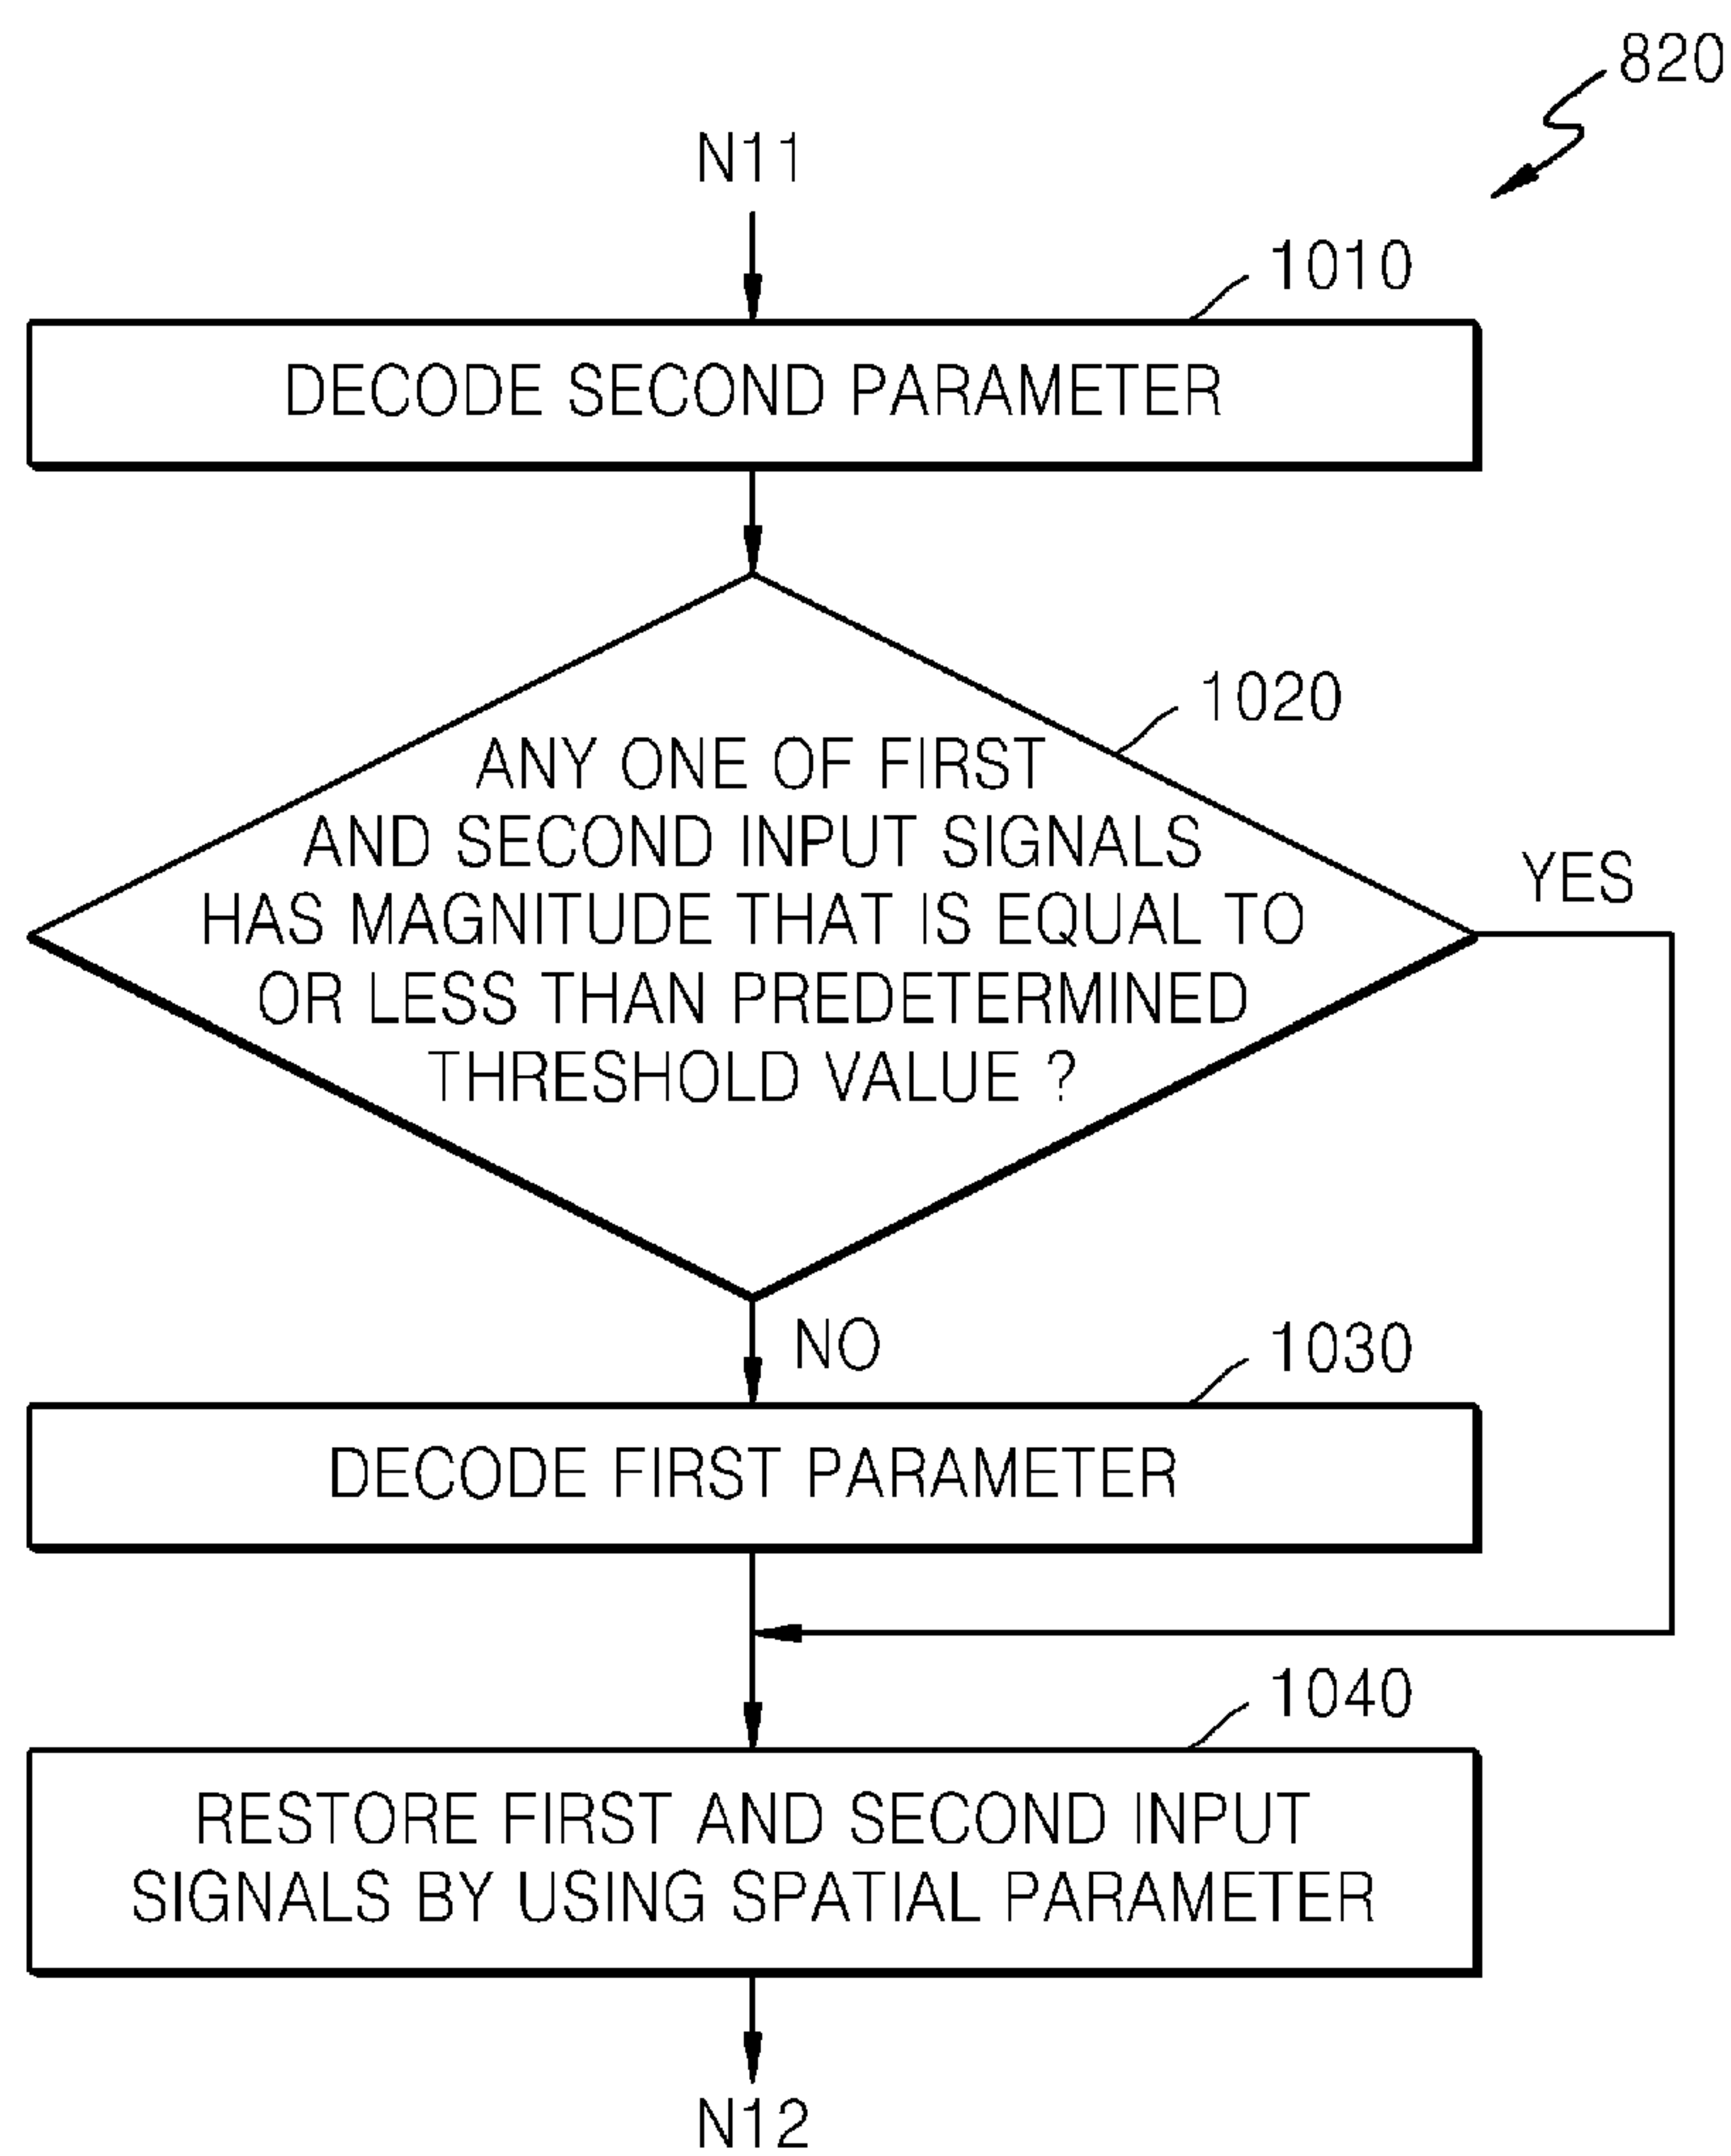 820
N11
1010
DECODE SECOND PARAMETER
1020
ANY ONE OF FIRST
AND SECOND INPUT SIGNALS
HAS MAGNITUDE THAT IS EQUAL TO
OR LESS THAN PREDETERMINED
THRESHOLD VALUE ?
YES
NO
1030
DECODE FIRST PARAMETER
1040
RESTORE FIRST AND SECOND INPUT
SIGNALS BY USING SPATIAL PARAMETER
N12